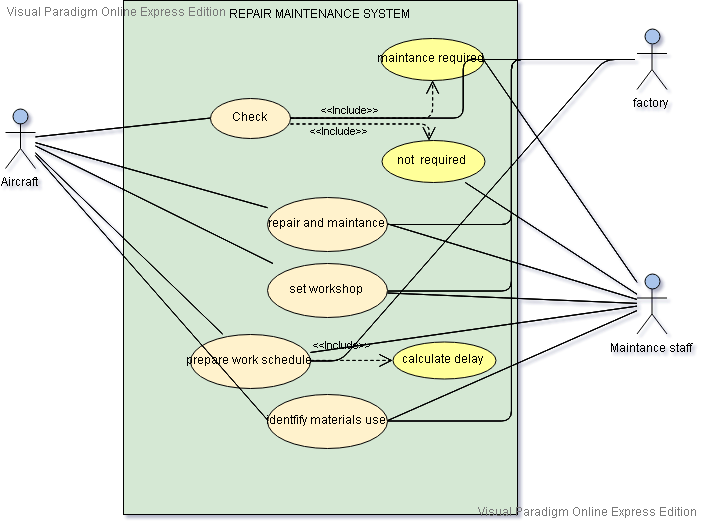 Visual Paradigm Online Express Edition
REPAIR MAINTENANCE SYSTEM
maintance required
factory
<<Include>>
Check
<<Include>>
not required
Aircraft
repair and maintance
set workshop
<<Include>>
Maintance staff
prepare work schedule
calculate delay
identfify materials use
Visual Paradigm Online Express Edition